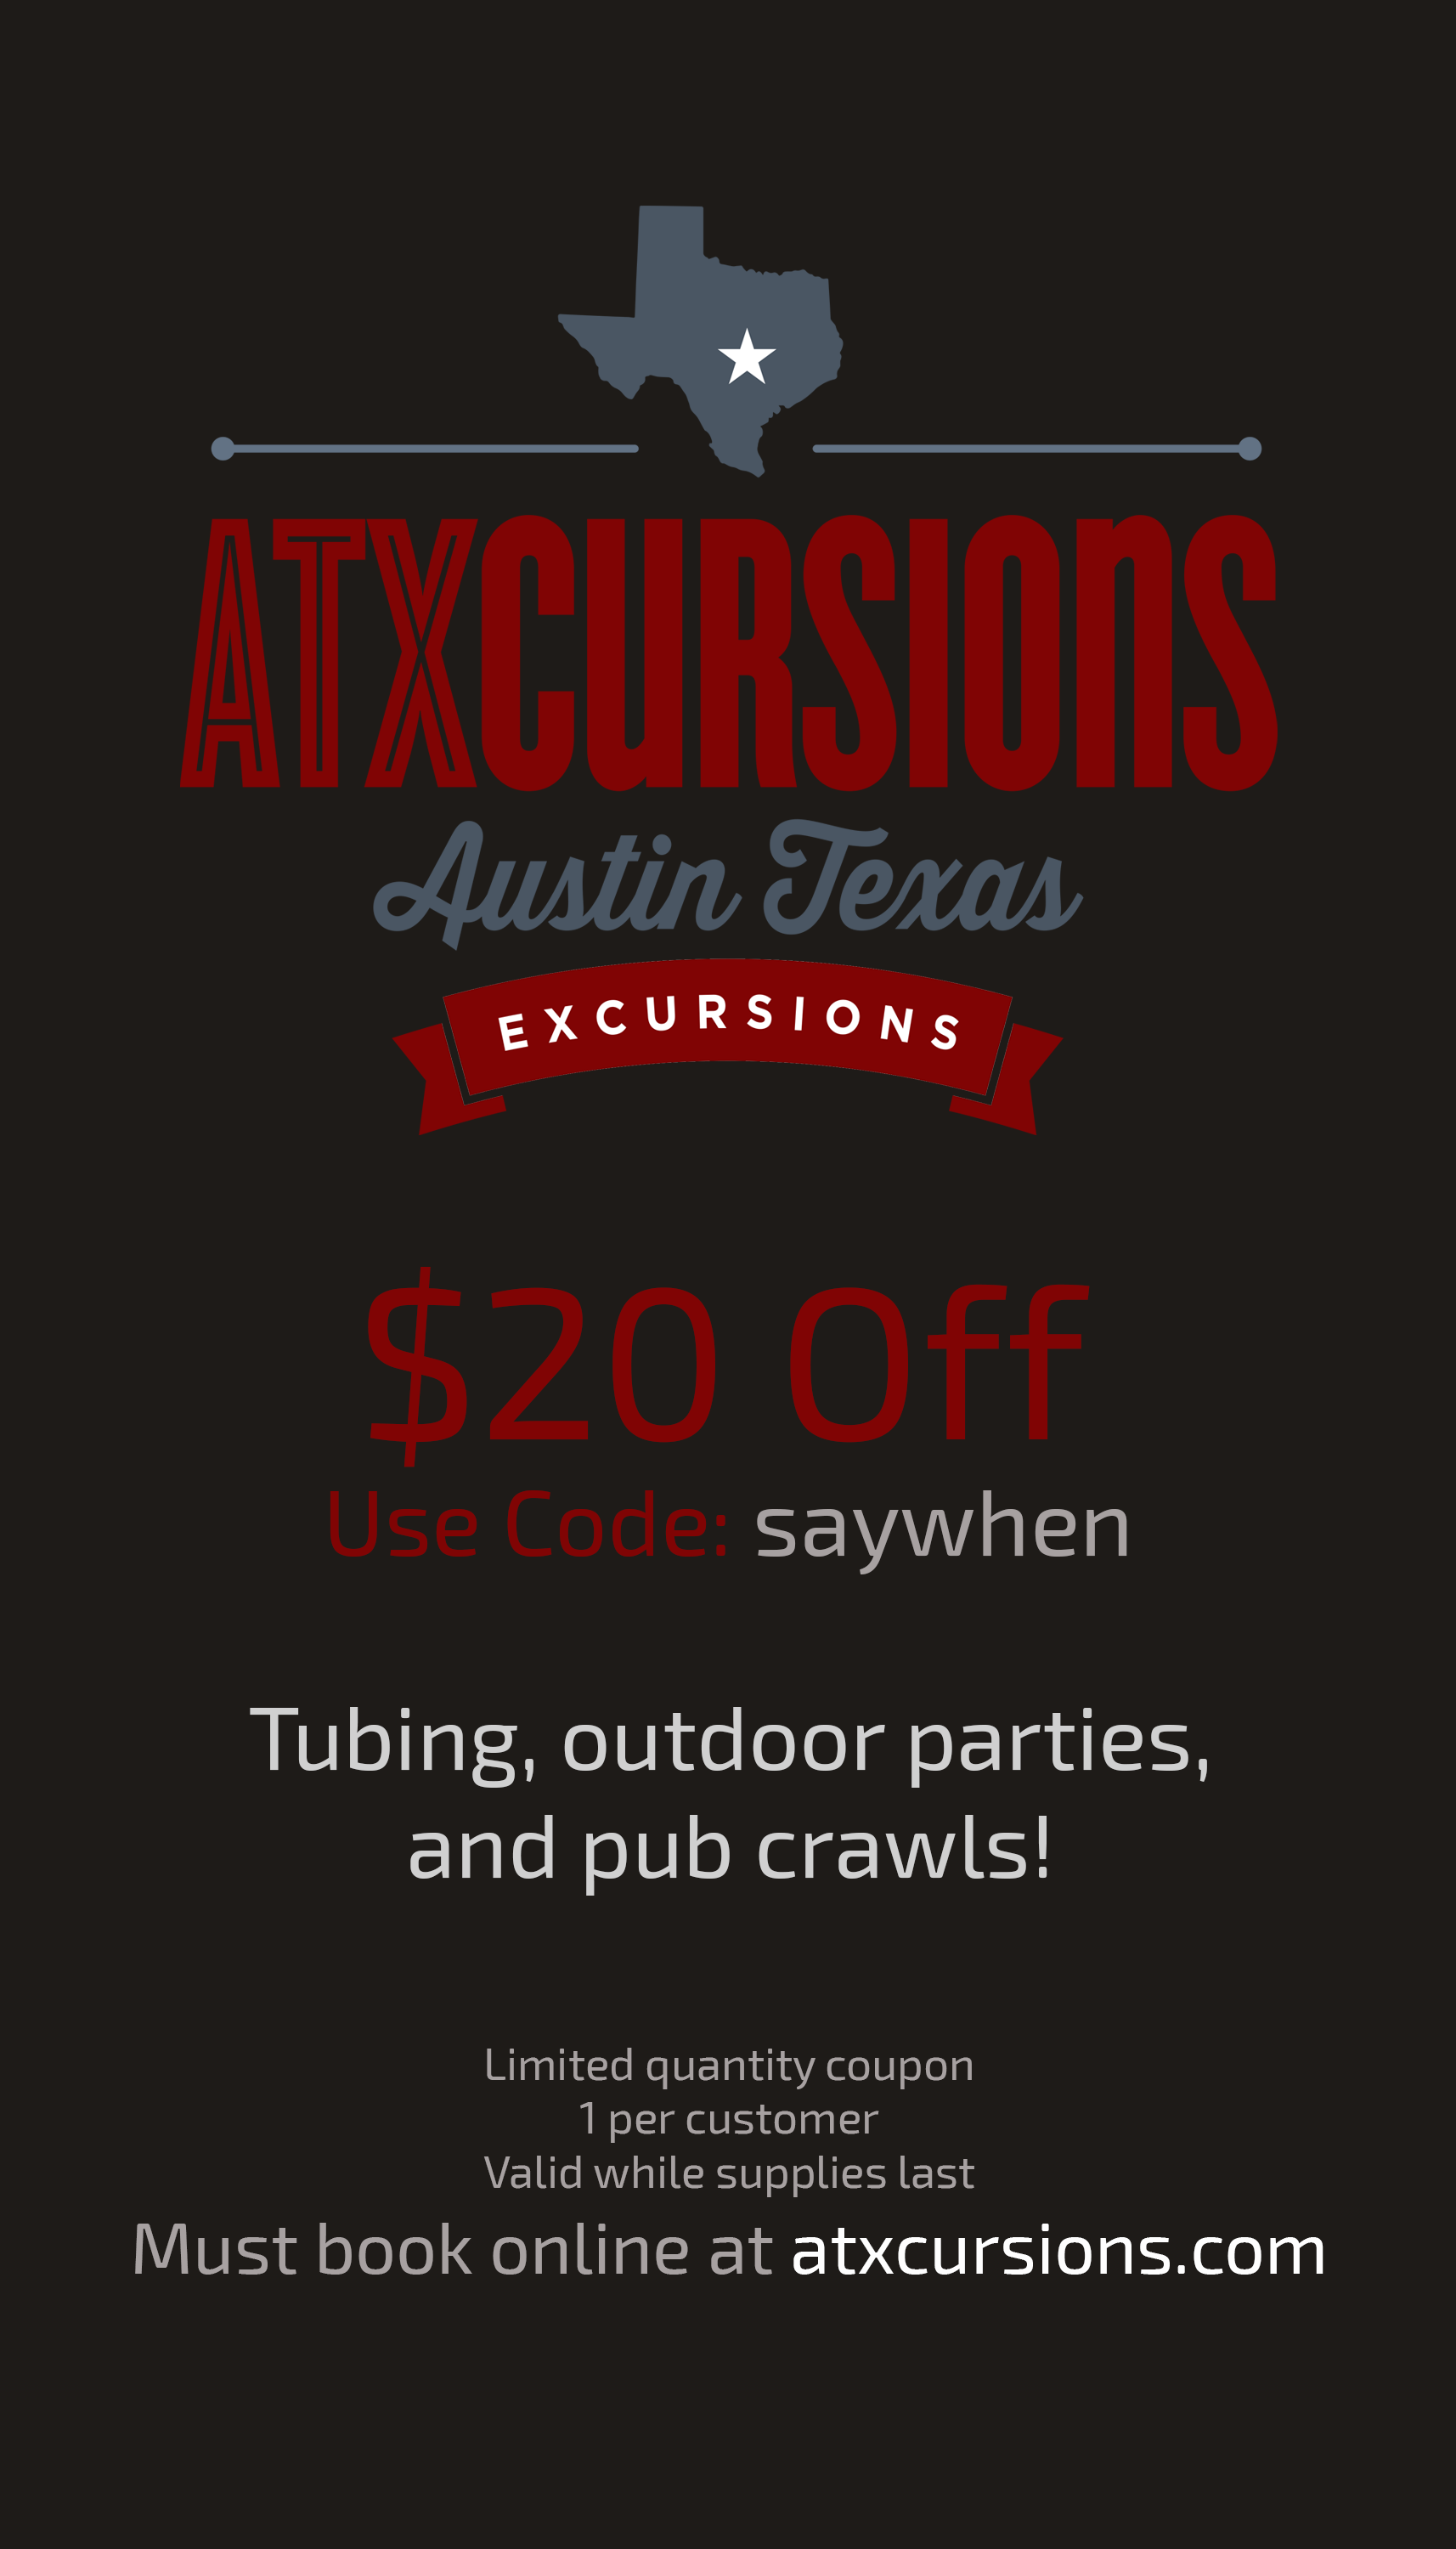 ATXCURSIONS
Austin Texas
EXCURSIONS
$20 Off
Use Code: saywhen
Tubing, outdoor parties,
and pub crawls!
Limited quantity coupon
1 per customer
Valid while supplies last
Must book online at atxcursions.com